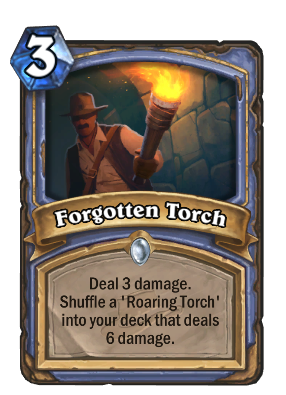 3
Forgotten Torch
Deal 3 damage.
Shuffle a 'Roaring Torch'
into your deck that deals
6 damage.